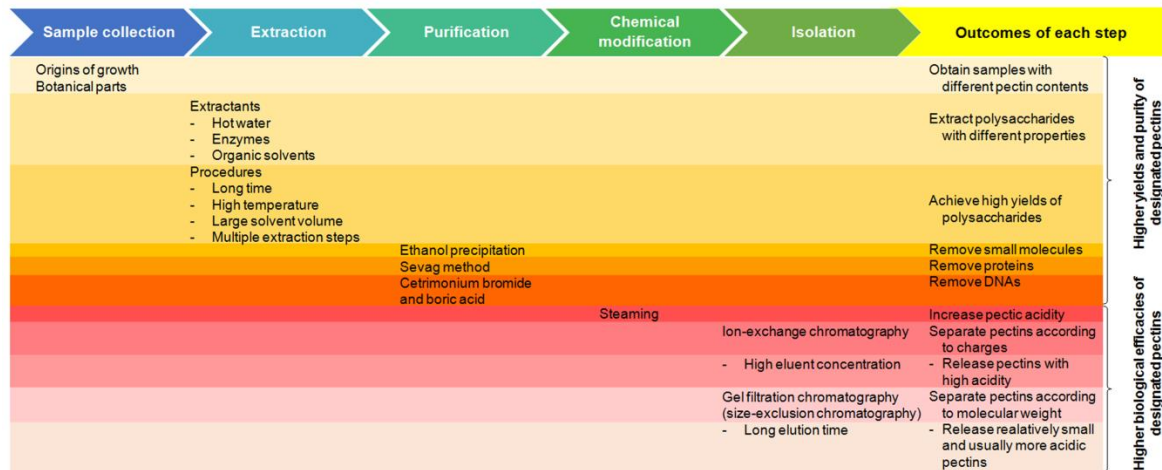 Sample collection
Extraction
Purification
Chemical
modification
Isolation
Outcomes of each step
Origins of growth
Botanical parts
Obtain samples with
different pectin contents
Extractants
- Hot water
- Enzymes
- Organic solvents
Extract polysaccharides
with different properties
Procedures
- Long time
- High temperature
- Large solvent volume
- Multiple extraction steps
Achieve high yields of
polysaccharides
Ethanol precipitation
Remove small molecules
Sevag method
Remove proteins
Cetrimonium bromide
and boric acid
Remove DNAs
Steaming
Increase pectic acidity
Ion-exchange chromatography
Separate pectins according
to charges
- High eluent concentration
- Release pectins with
high acidity
Gel filtration chromatography
(size-exclusion chromatography)
Separate pectins according
to molecular weight
- Long elution time
- Release realatively small
and usually more acidic
pectins
Higher yields and purity of
designated pectins
Higher biological efficacies of
designated pectins